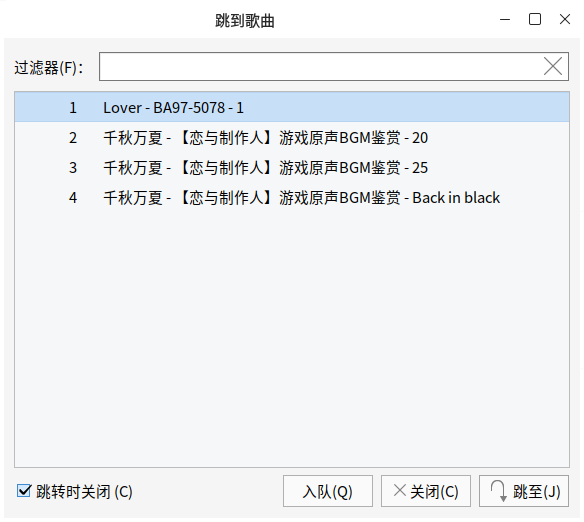 跳到歌曲
过滤器(F)：
1 Lover - BA97-5078 - 1
2 千秋万夏 - 【恋与制作人】游戏原声BGM鉴赏 - 20
3 千秋万夏 - 【恋与制作人】游戏原声BGM鉴赏 - 25
4 千秋万夏 - 【恋与制作人】游戏原声BGM鉴赏 - Back in black
跳转时关闭 (C) 入队(Q) 关闭(C) 跳至(J)